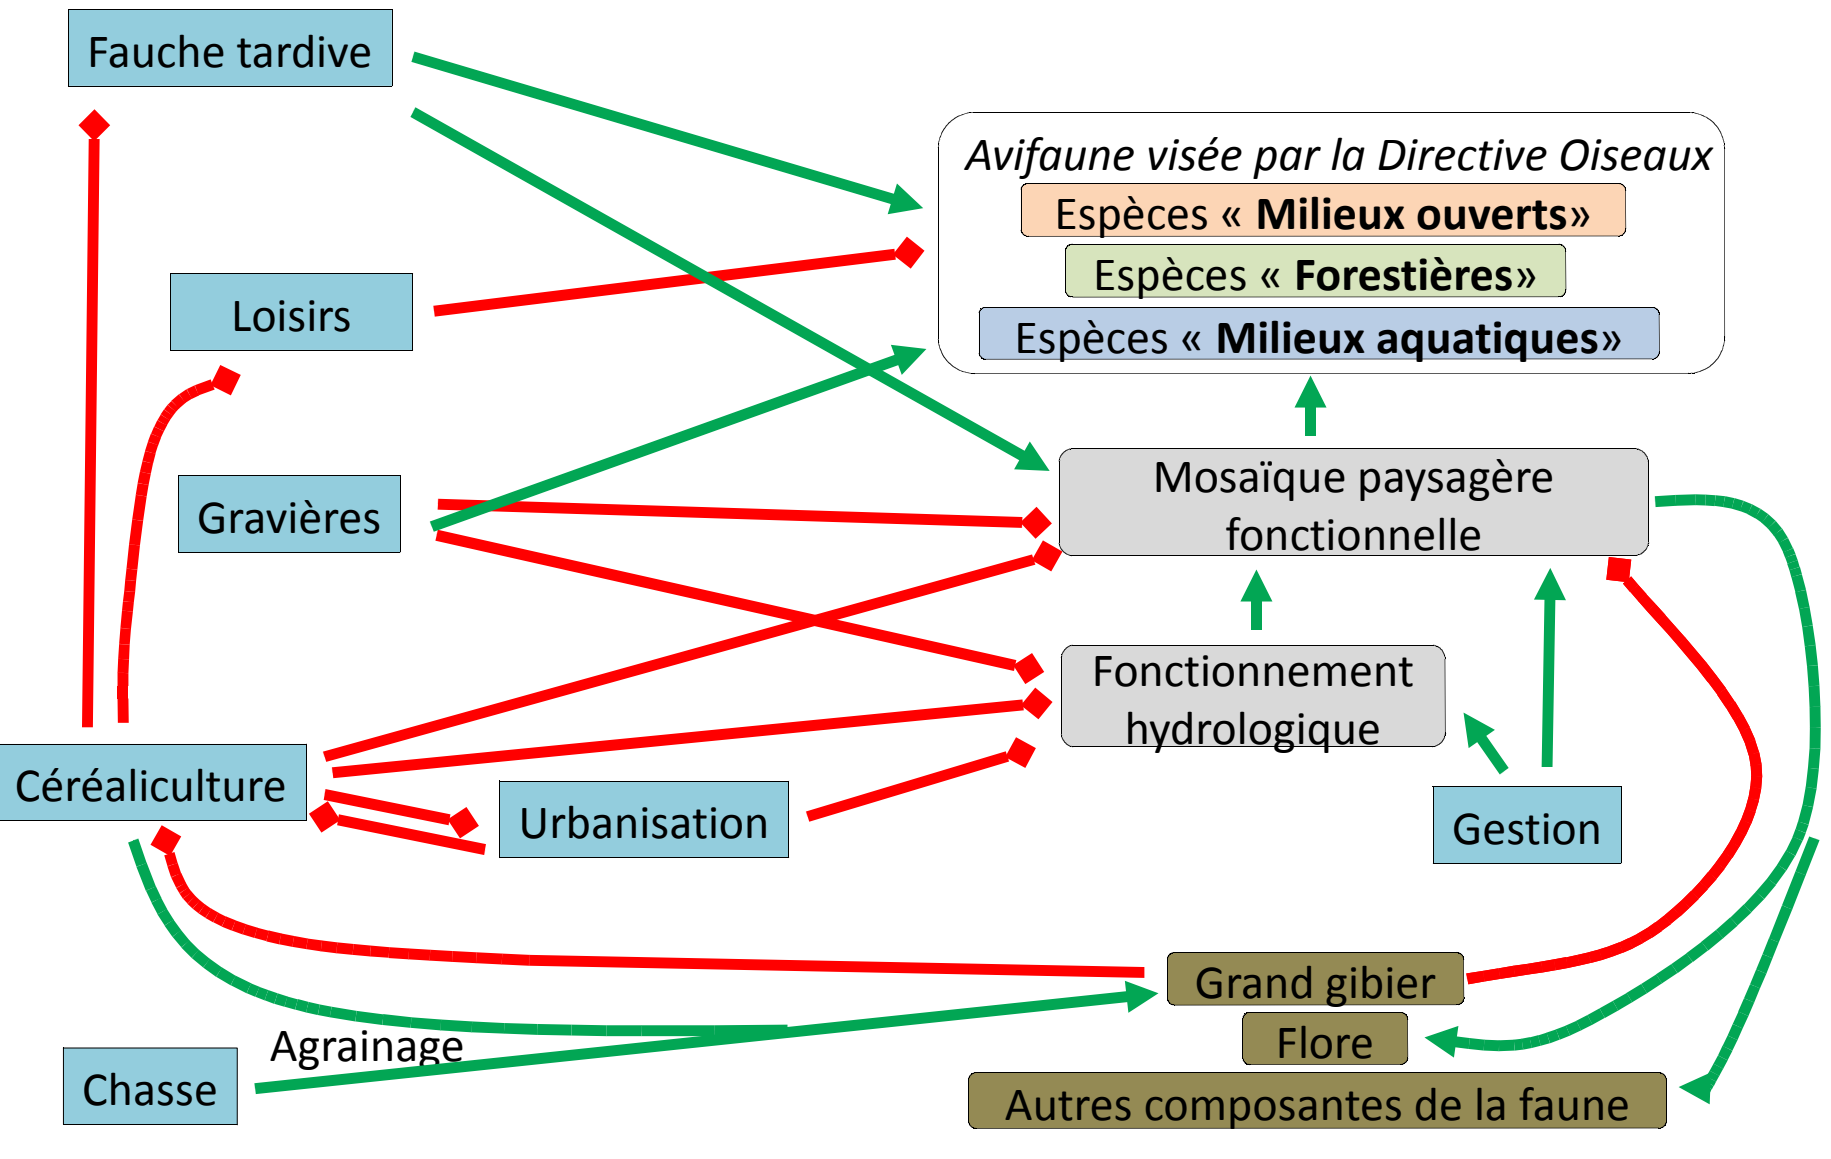 Fauche tardive
Avifaune visée par la Directive Oiseaux
Espèces « Milieux ouverts»
Espèces « Forestières»
Espèces « Milieux aquatiques»
Loisirs
Gravières
Mosaïque paysagère
fonctionnelle
Fonctionnement
hydrologique
Céréaliculture
Urbanisation
Gestion
Grand gibier
Flore
Autres composantes de la faune
Agrainage
Chasse